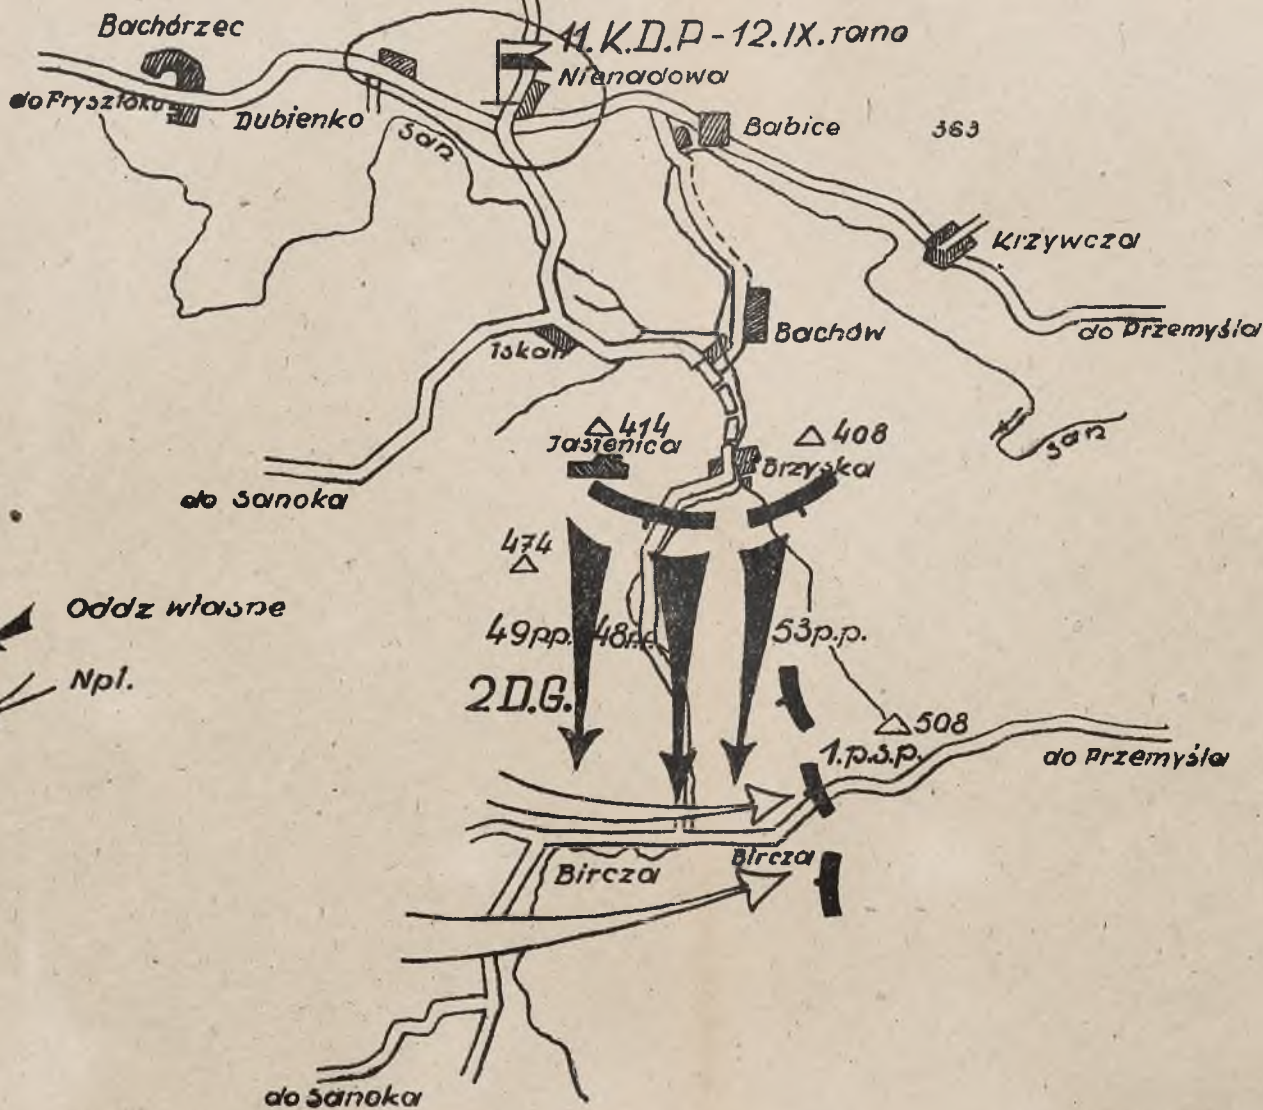 Bachórzec
11.K.D.P - 12.IX. rano
Nienadowa
do Frysztaka
Dubienko
San
Babice
363
Krzywcza
do Przemyśla
Iskań
Bachów
414
Jasienica
408
Brzyska
San
do Sanoka
474
Oddz własne
49pp.
48p.p.
53p.p.
Npl.
2D.G.
508
1.p.s.p.
do Przemyśla
Bircza
Bircza
do Sanoka